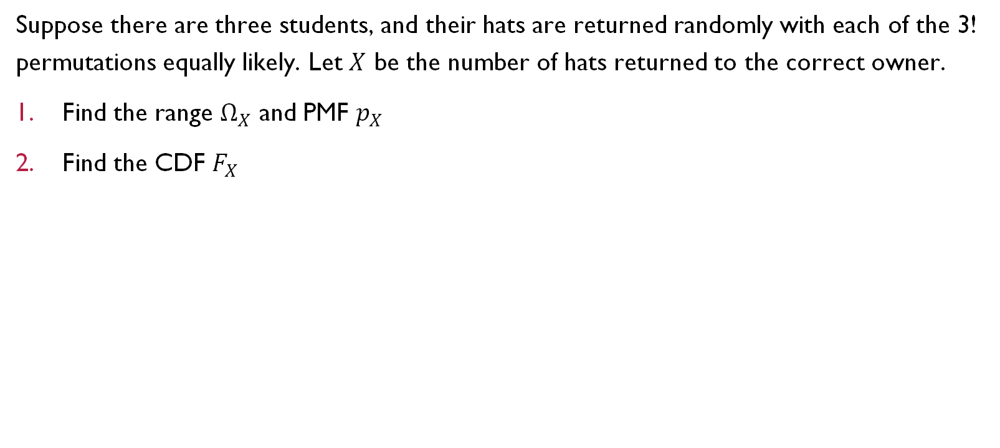 Suppose there are three students, and their hats are returned randomly with each of the 3!
permutations equally likely. Let X be the number of hats returned to the correct owner.
1. Find the range Ω_X and PMF p_X
2. Find the CDF F_X